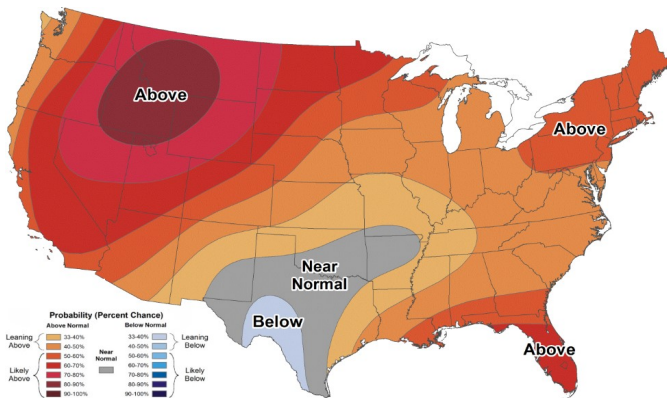 Above
Above
Near
Normal
Below
Above
Probability (Percent Chance)
Above Normal
Below Normal
Leaning
Above
33-40%
40-50%
Likely
Above
50-60%
60-70%
70-80%
80-90%
90-100%
Near
Normal
33-40%
40-50%
Leaning
Below
50-60%
60-70%
70-80%
80-90%
90-100%
Likely
Below